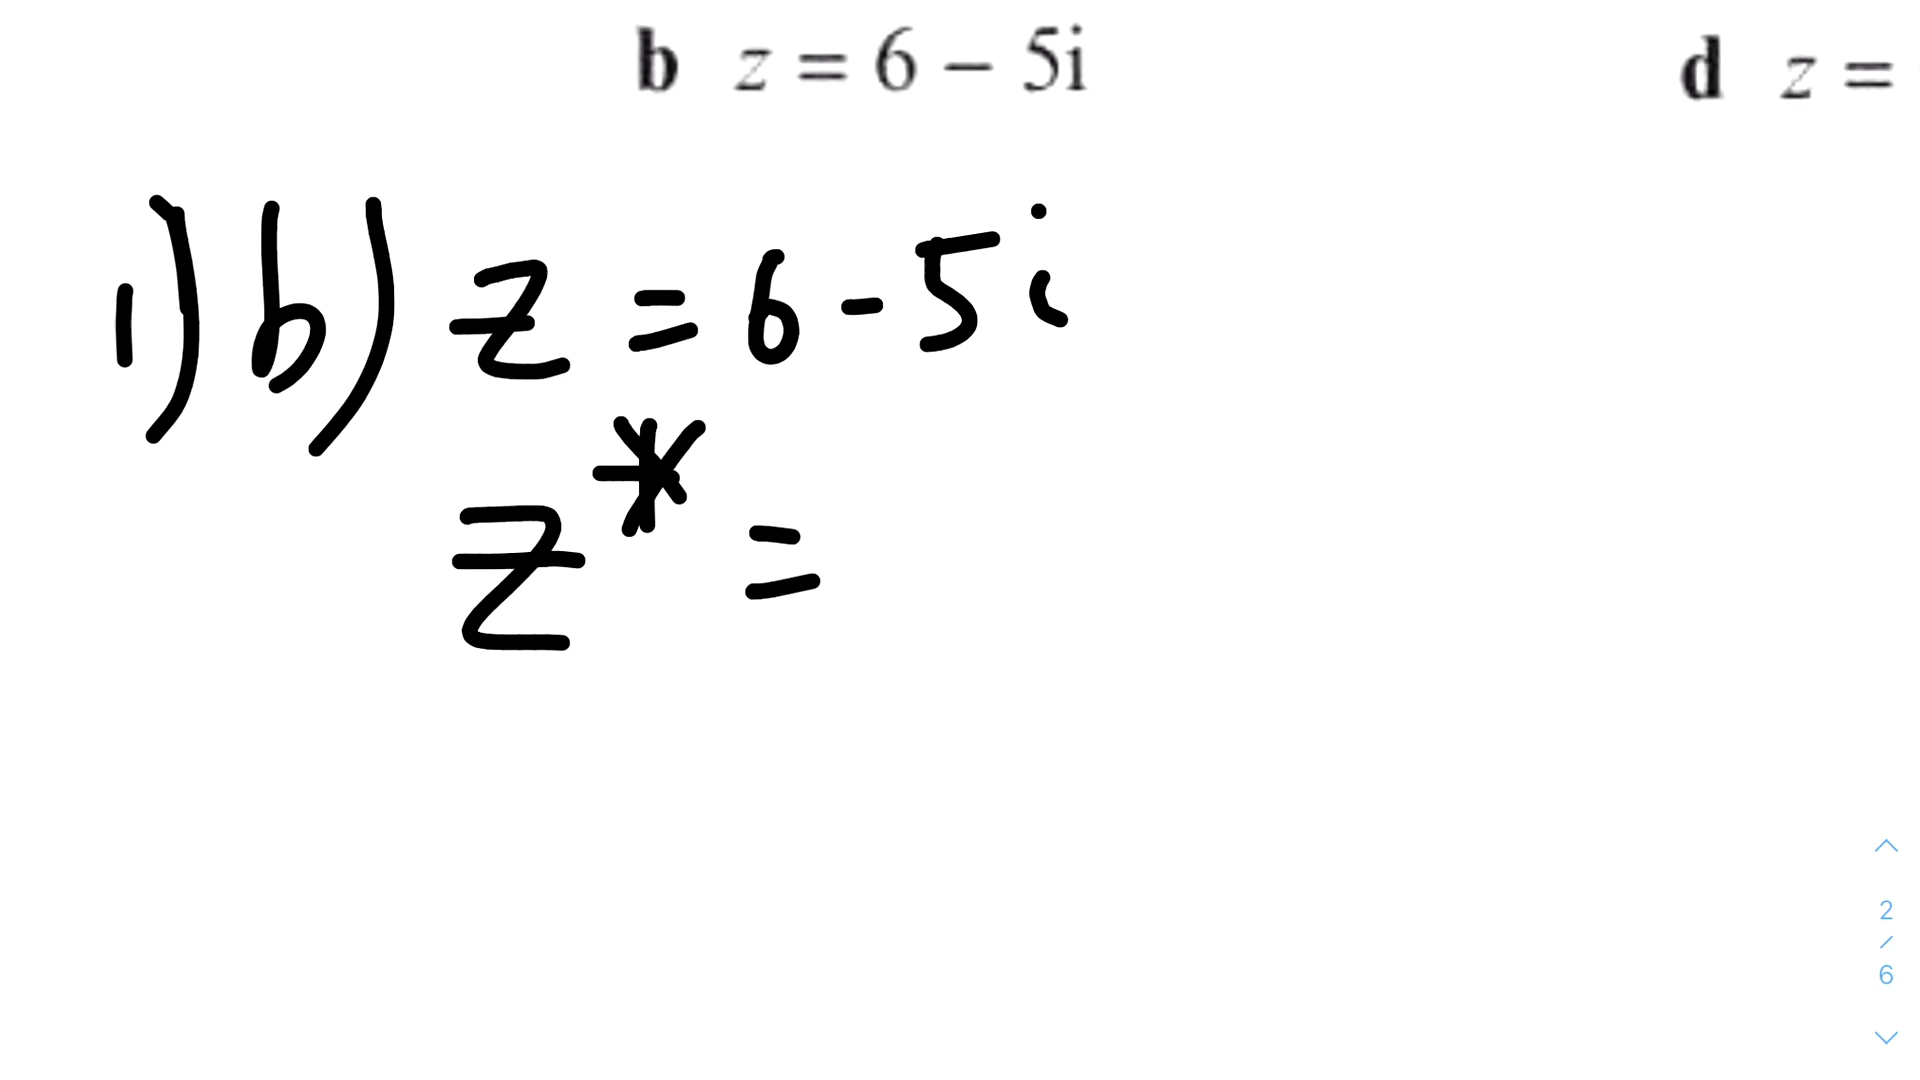 b z = 6 − 5i
d z =
1) b) z = 6 - 5i
z* =
2
/
6